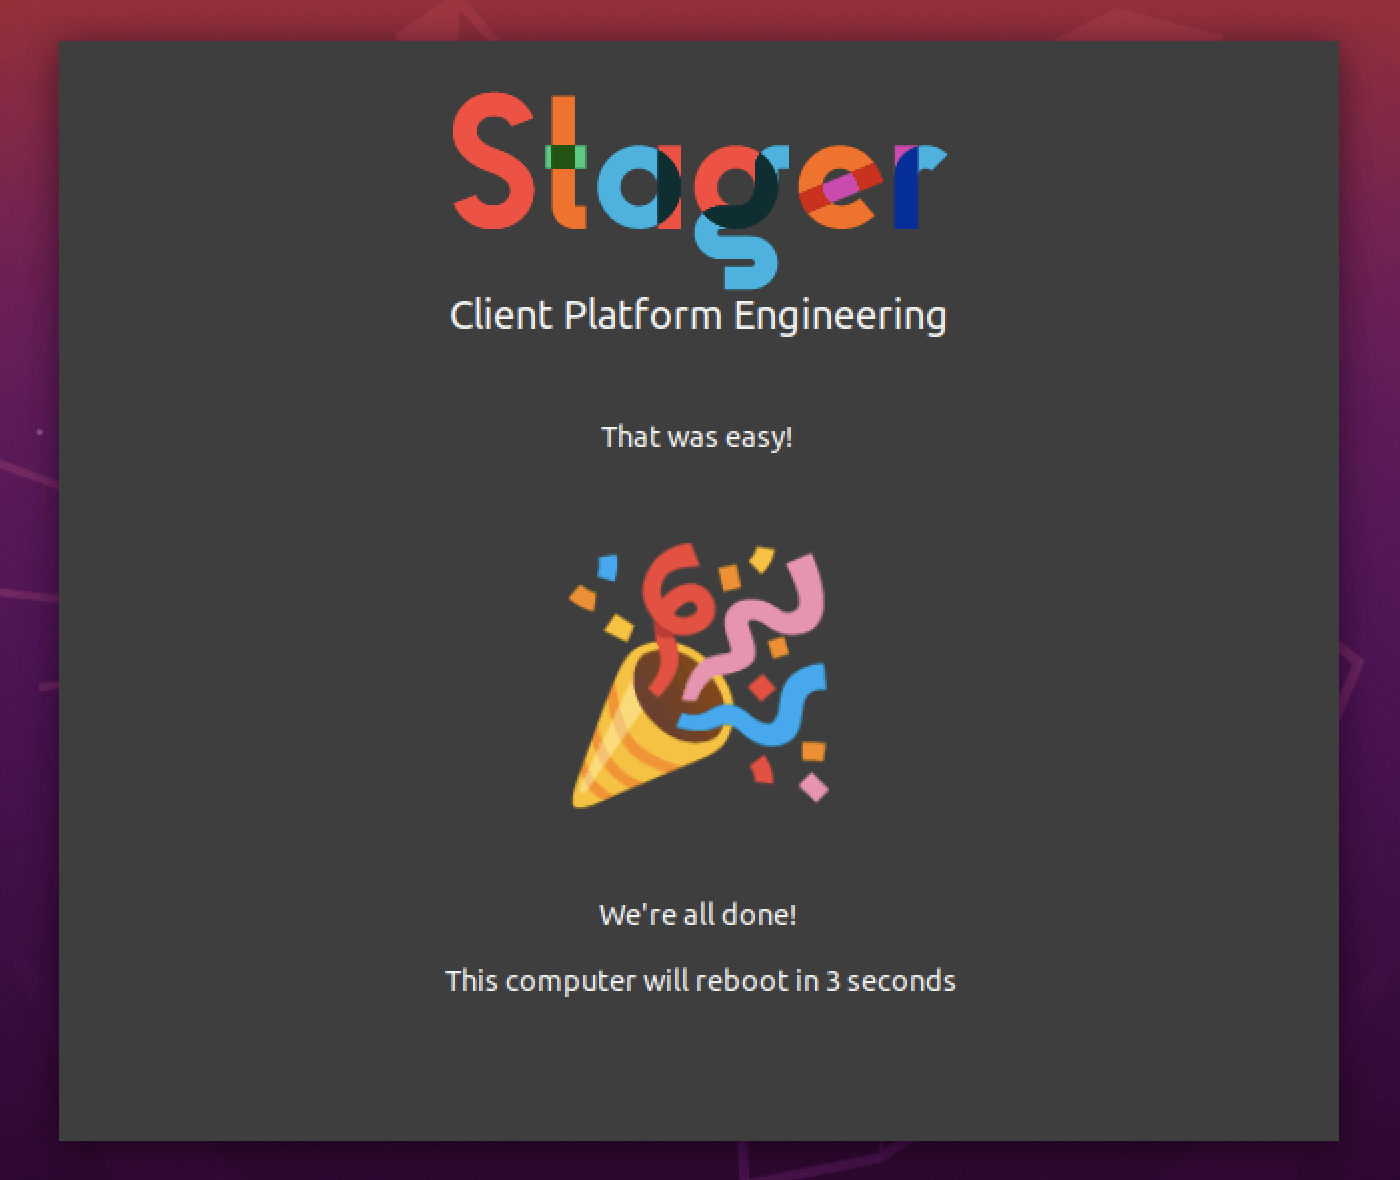 Stager
Client Platform Engineering
That was easy!
We're all done!
This computer will reboot in 3 seconds